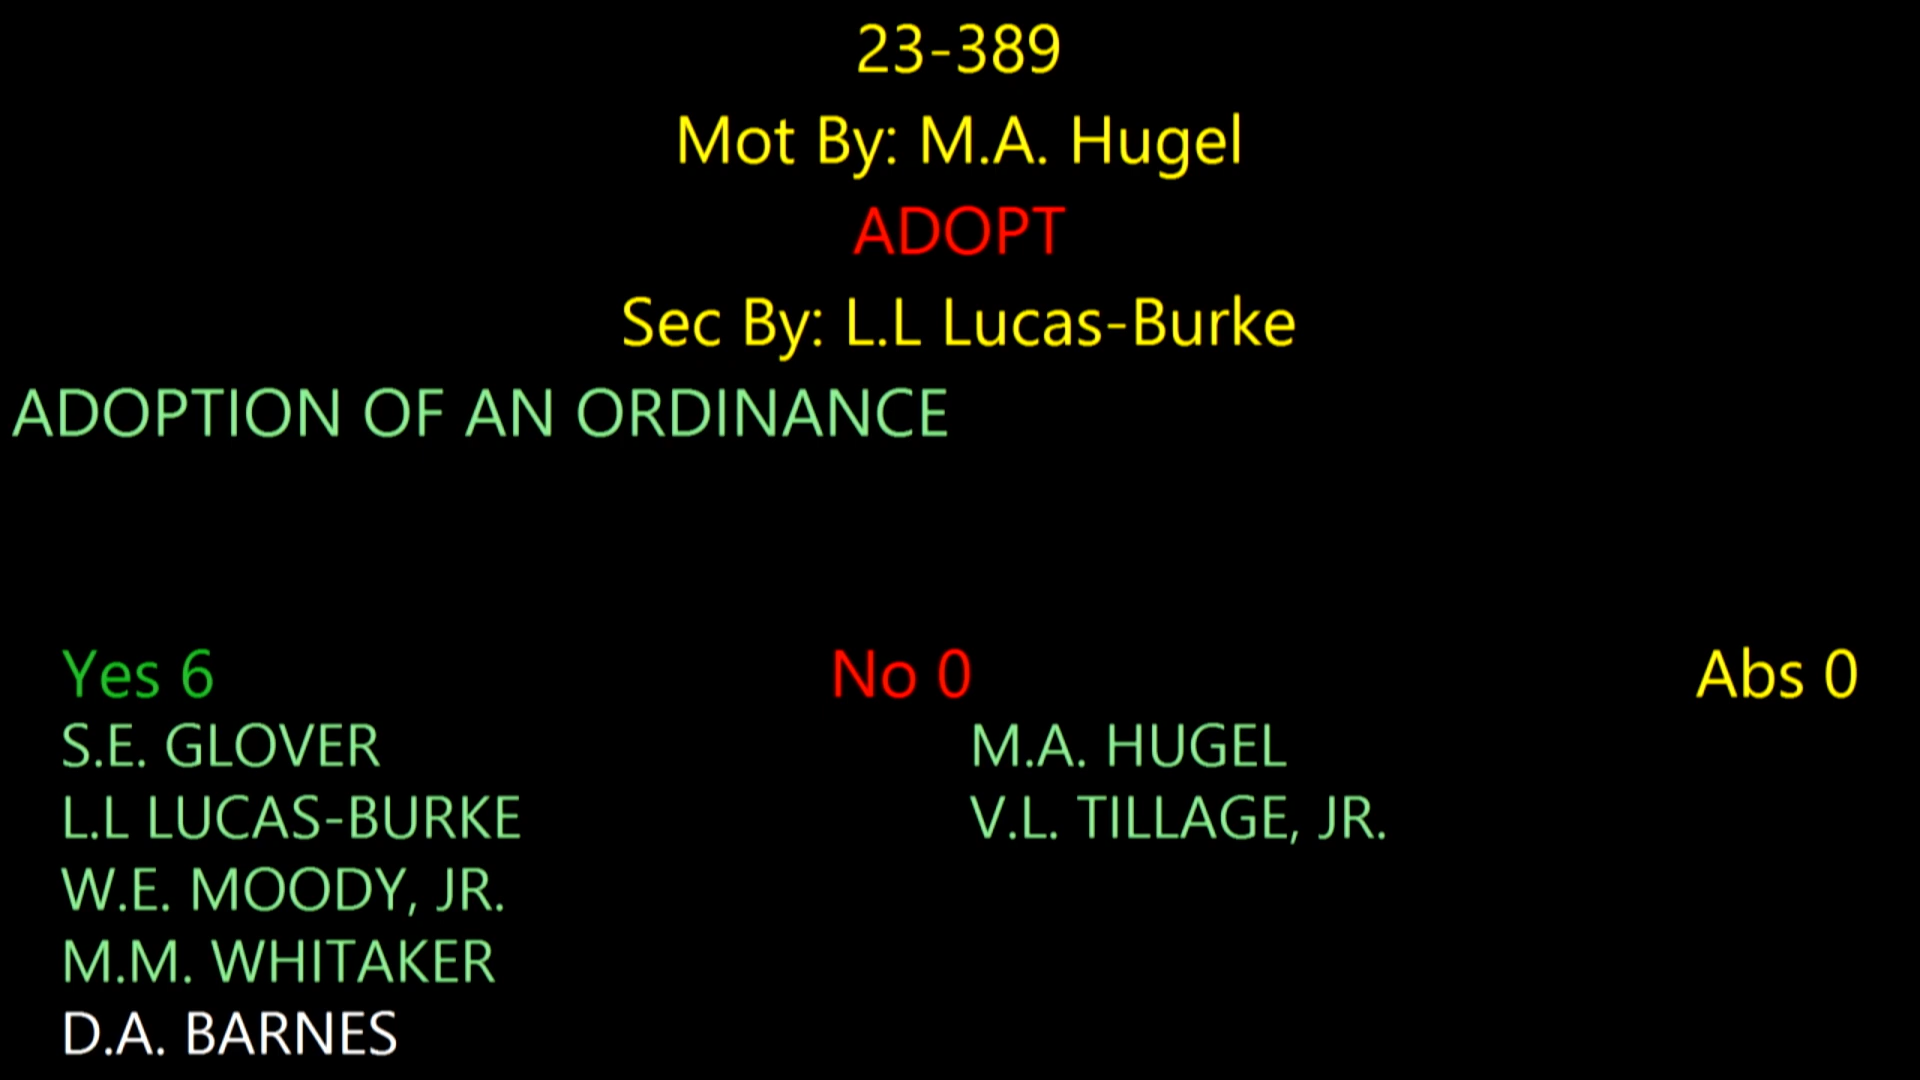 23-389
Mot By: M.A. Hugel
ADOPT
Sec By: L.L Lucas-Burke
ADOPTION OF AN ORDINANCE
Yes 6 No 0 Abs 0
S.E. GLOVER M.A. HUGEL
L.L LUCAS-BURKE V.L. TILLAGE, JR.
W.E. MOODY, JR.
M.M. WHITAKER
D.A. BARNES